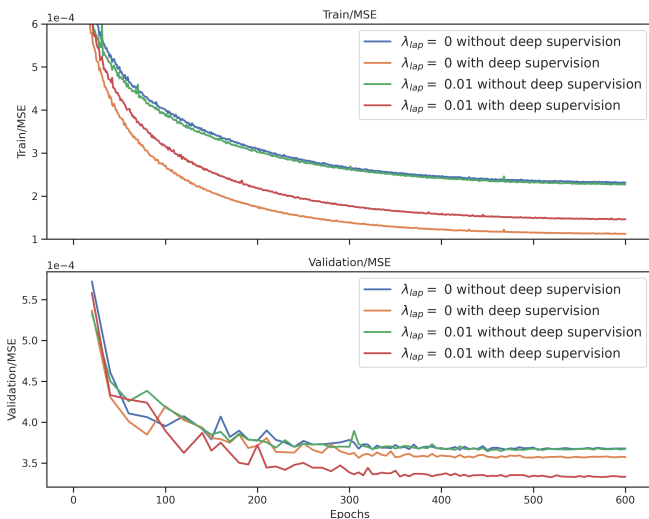 Train/MSE
1e−4
6
5
4
3
2
1
Train/MSE
λlap = 0 without deep supervision
λlap = 0 with deep supervision
λlap = 0.01 without deep supervision
λlap = 0.01 with deep supervision
Validation/MSE
1e−4
5.5
5.0
4.5
4.0
3.5
Validation/MSE
λlap = 0 without deep supervision
λlap = 0 with deep supervision
λlap = 0.01 without deep supervision
λlap = 0.01 with deep supervision
0 100 200 300 400 500 600
Epochs